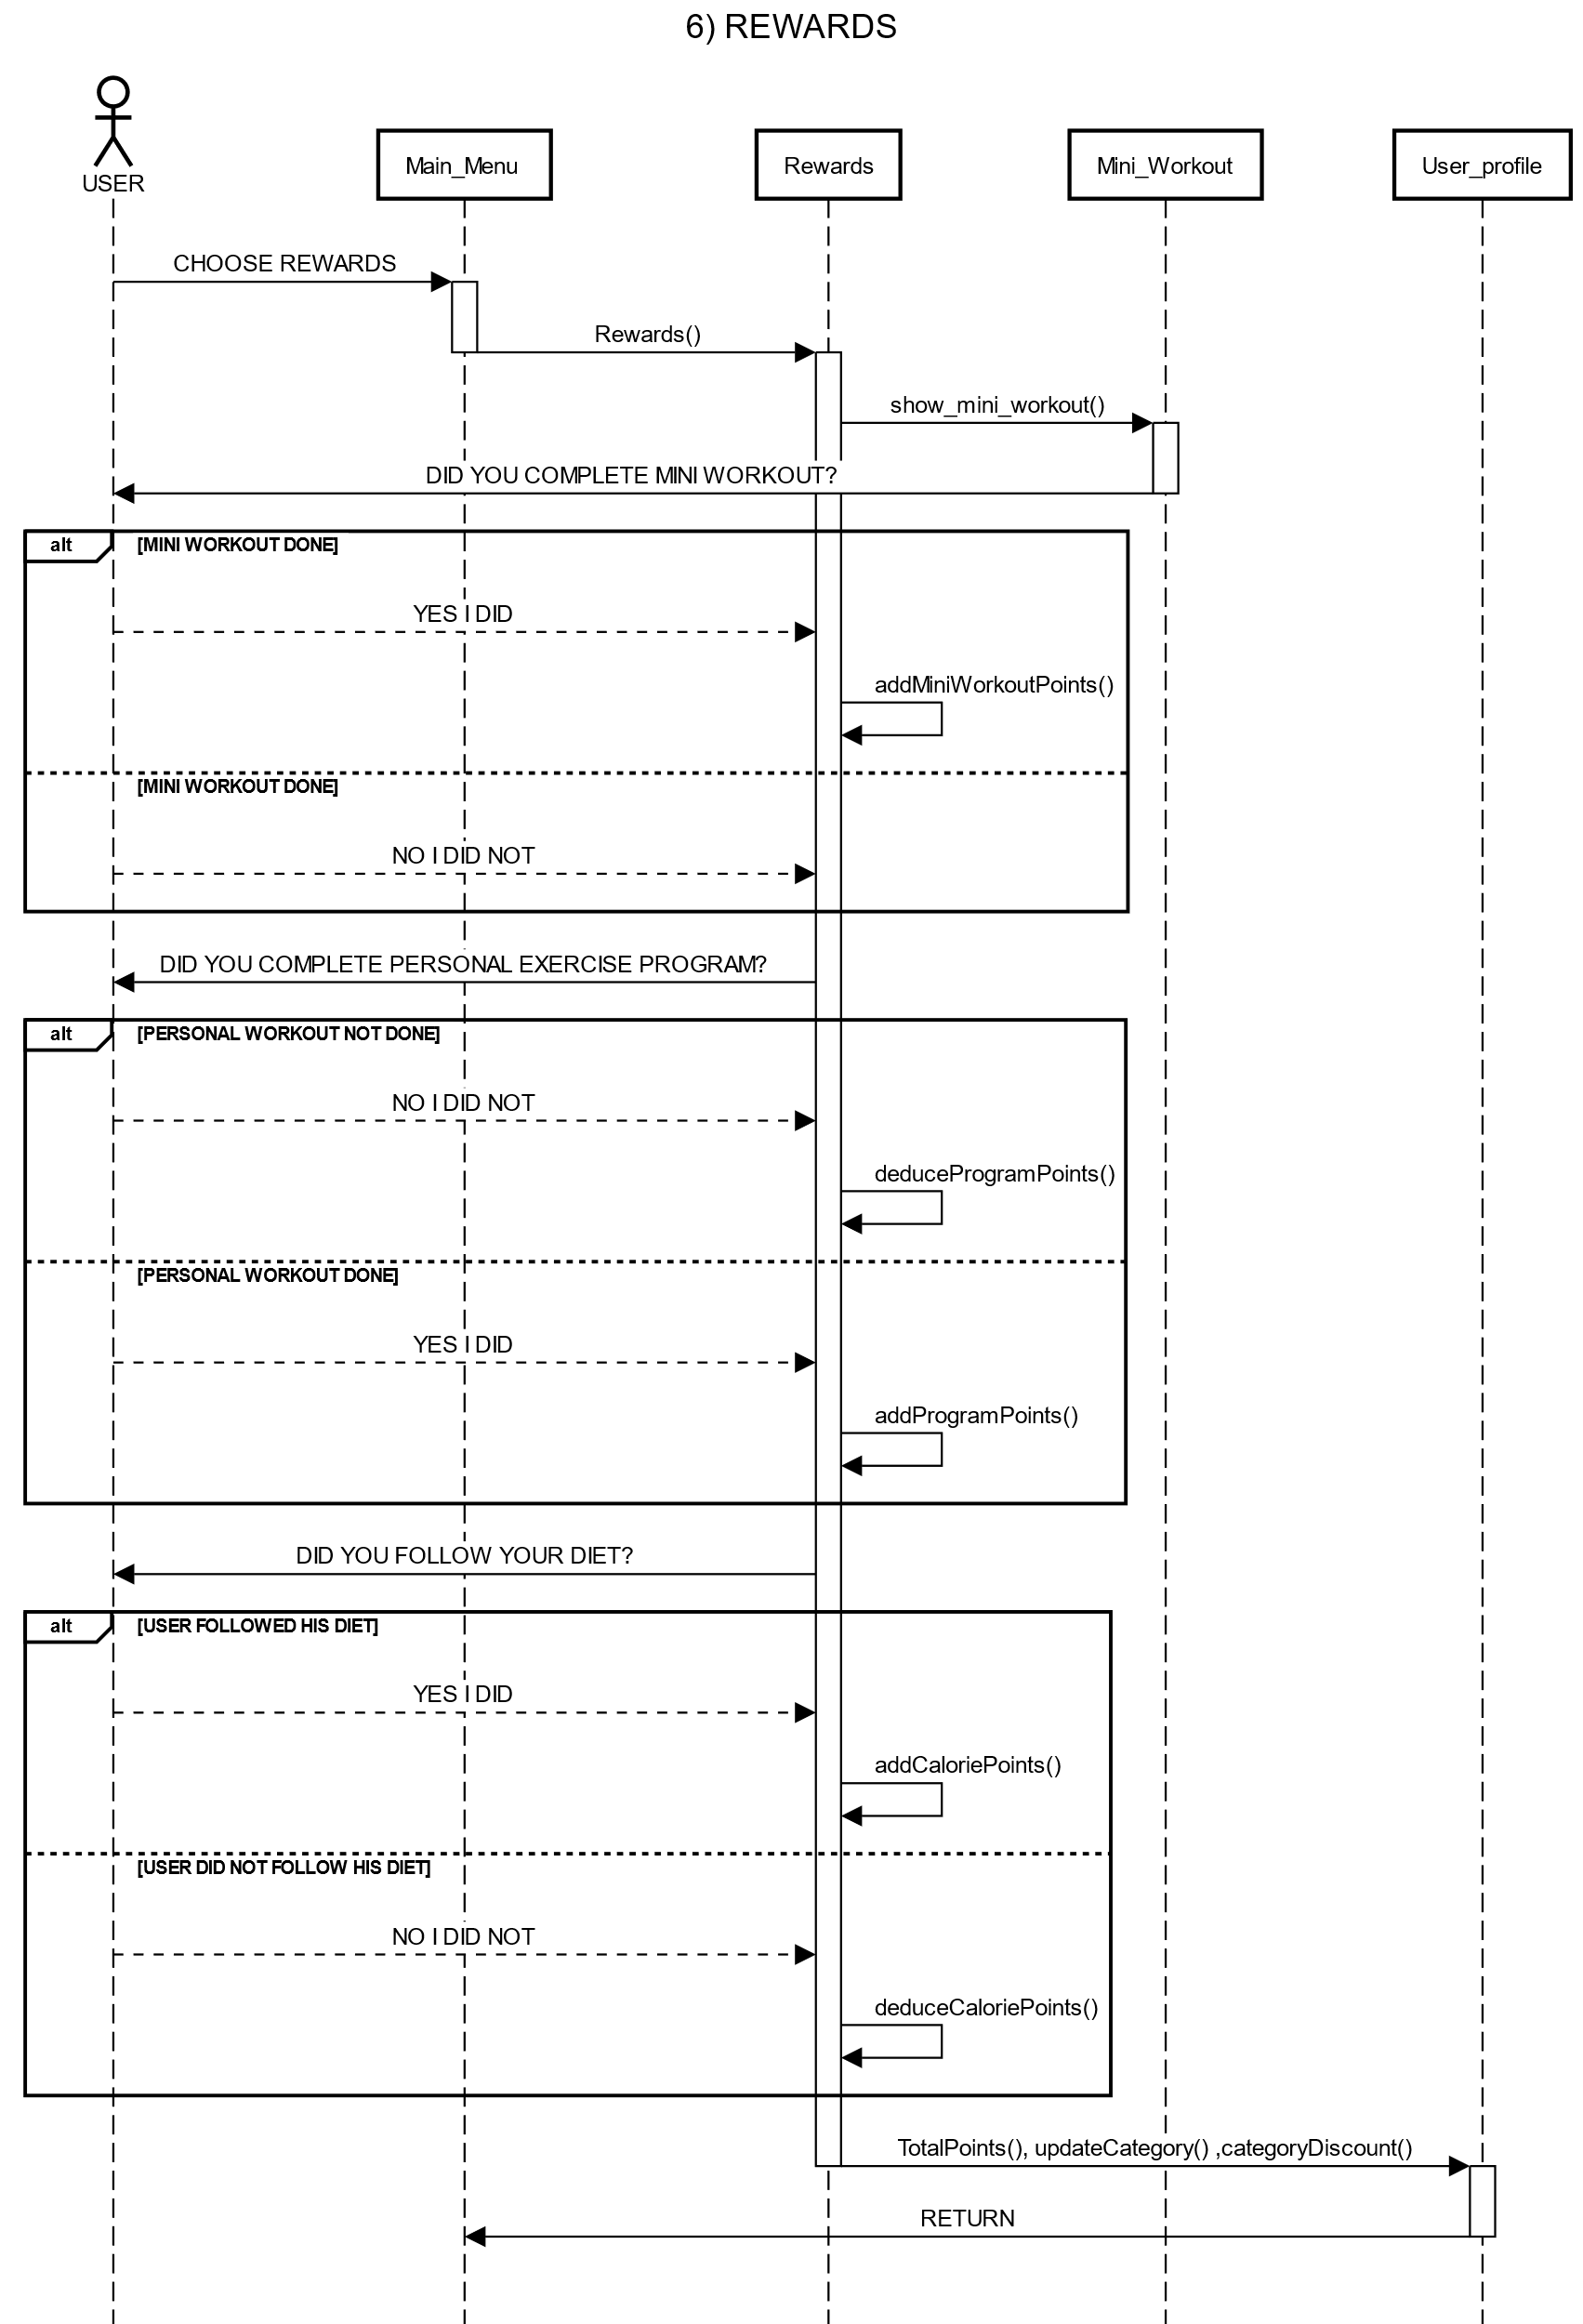 6) REWARDS
USER
Main_Menu
Rewards
Mini_Workout
User_profile
CHOOSE REWARDS
Rewards()
show_mini_workout()
DID YOU COMPLETE MINI WORKOUT?
alt
[MINI WORKOUT DONE]
YES I DID
addMiniWorkoutPoints()
[MINI WORKOUT DONE]
NO I DID NOT
DID YOU COMPLETE PERSONAL EXERCISE PROGRAM?
alt
[PERSONAL WORKOUT NOT DONE]
NO I DID NOT
deduceProgramPoints()
[PERSONAL WORKOUT DONE]
YES I DID
addProgramPoints()
DID YOU FOLLOW YOUR DIET?
alt
[USER FOLLOWED HIS DIET]
YES I DID
addCaloriePoints()
[USER DID NOT FOLLOW HIS DIET]
NO I DID NOT
deduceCaloriePoints()
TotalPoints(), updateCategory() ,categoryDiscount()
RETURN